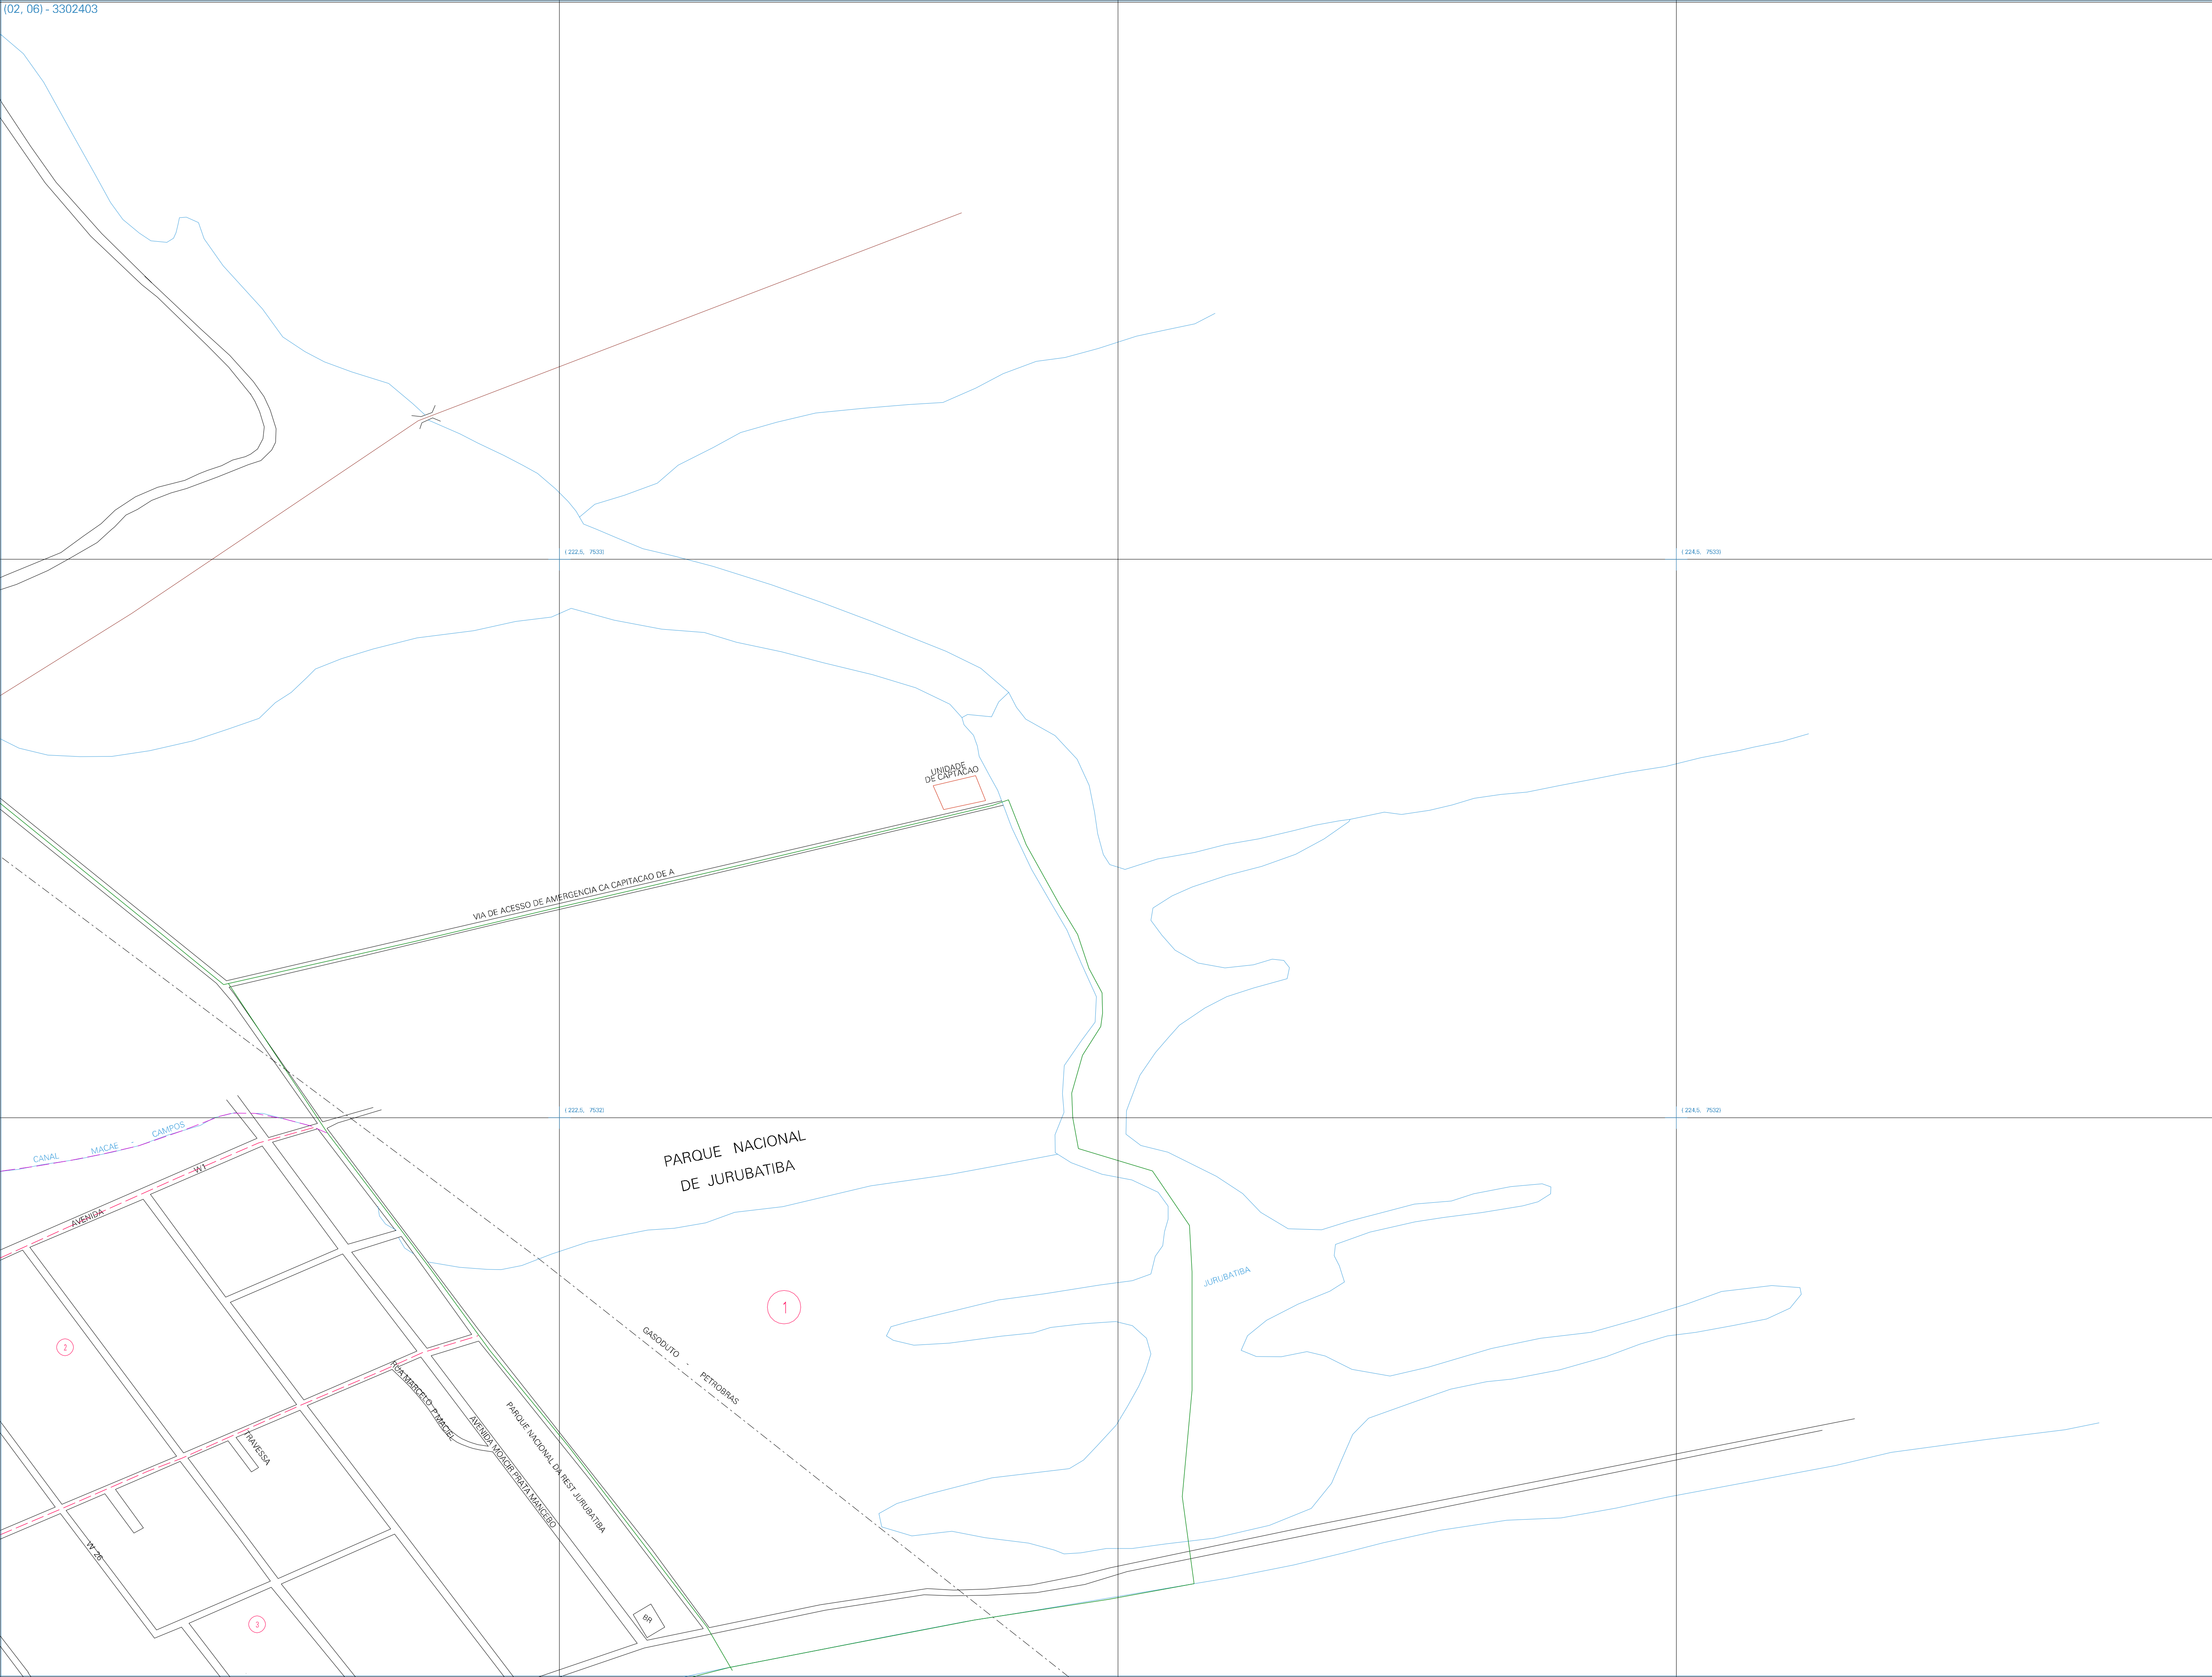 (02, 06) - 3302403
( 222,5, 7533)
( 224,5, 7533)
UNIDADE
DE CAPTACAO
VIA DE ACESSO DE AMERGENCIA CA CAPITACAO DE A
( 222,5, 7532)
( 224,5, 7532)
CANAL MACAE - CAMPOS
PARQUE NACIONAL
DE JURUBATIBA
AVENIDA W1
JURUBATIBA
1
2
GASODUTO - PETROBRAS
RUA MARCELO P MACIEL
AVENIDA MOACIR PRATA MANCEBO
PARQUE NACIONAL DA REST JURUBATIBA
TRAVESSA
W 26
BR
3